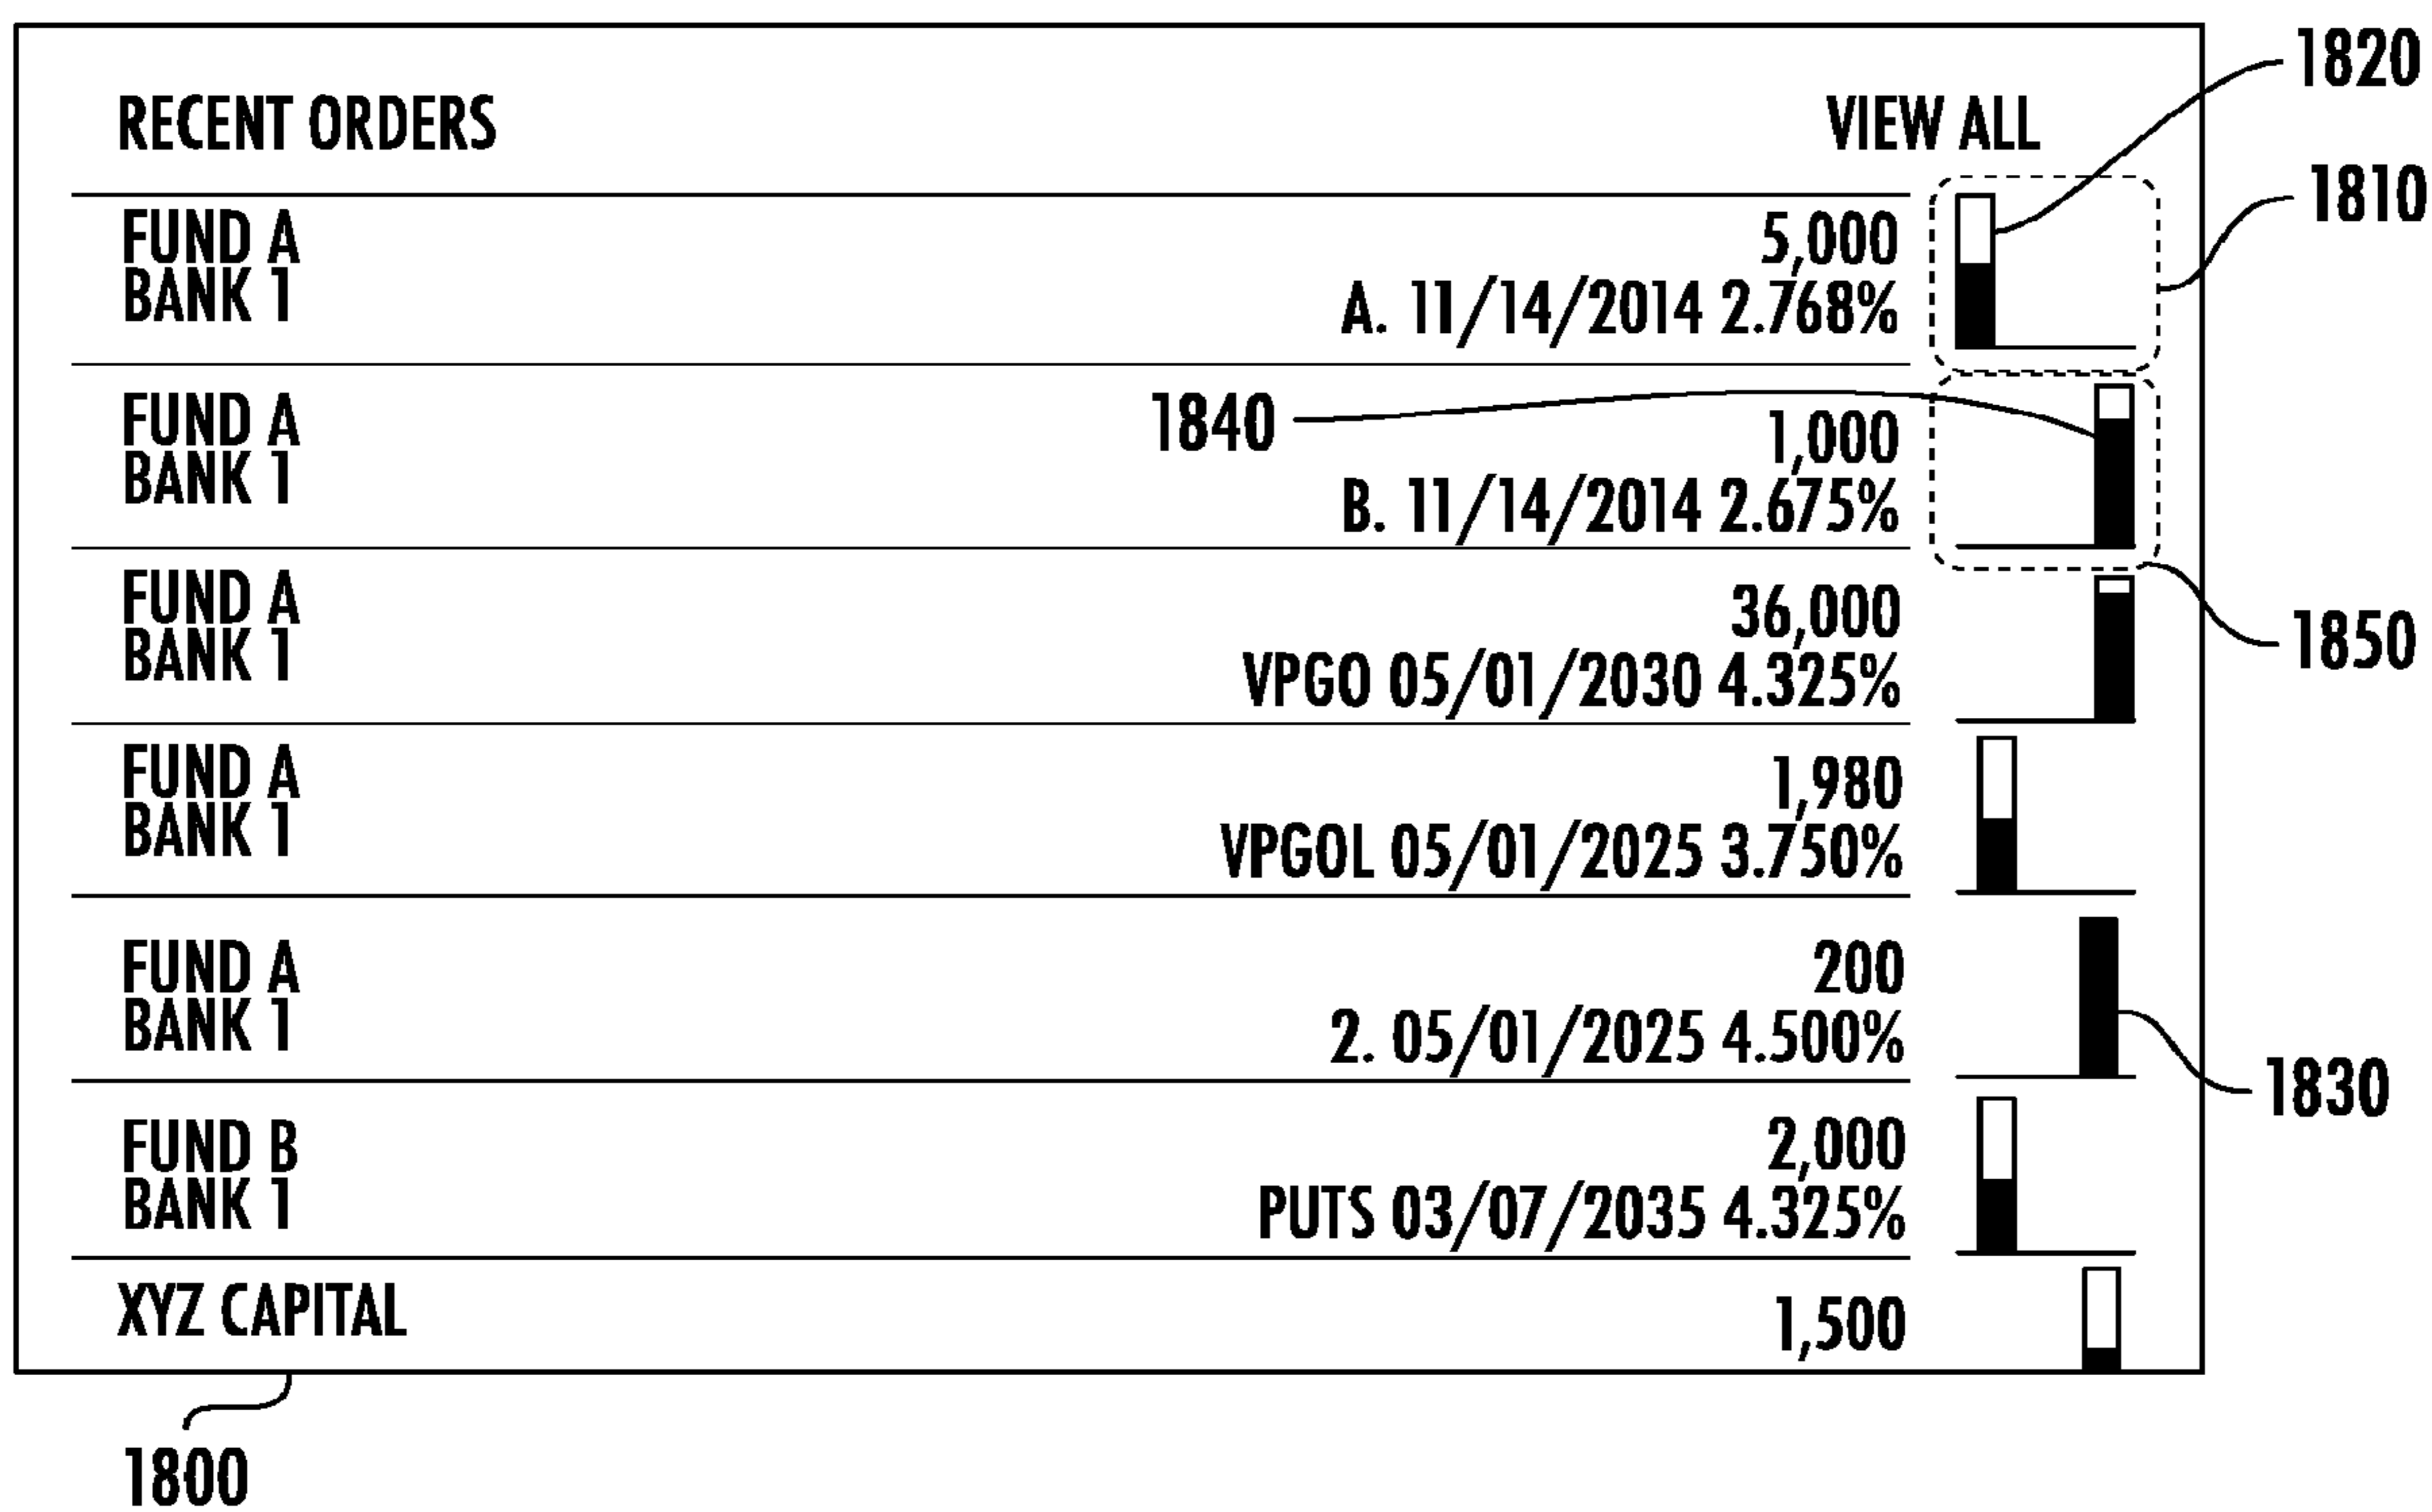 1820
RECENT ORDERS VIEW ALL
1810
FUND A 5,000
BANK 1 A. 11/14/2014 2.768%
1840
FUND A 1,000
BANK 1 B. 11/14/2014 2.675%
FUND A 36,000
BANK 1 VPGO 05/01/2030 4.325%
1850
FUND A 1,980
BANK 1 VPGOL 05/01/2025 3.750%
FUND A 200
BANK 1 2. 05/01/2025 4.500%
1830
FUND B 2,000
BANK 1 PUTS 03/07/2035 4.325%
XYZ CAPITAL 1,500
1800